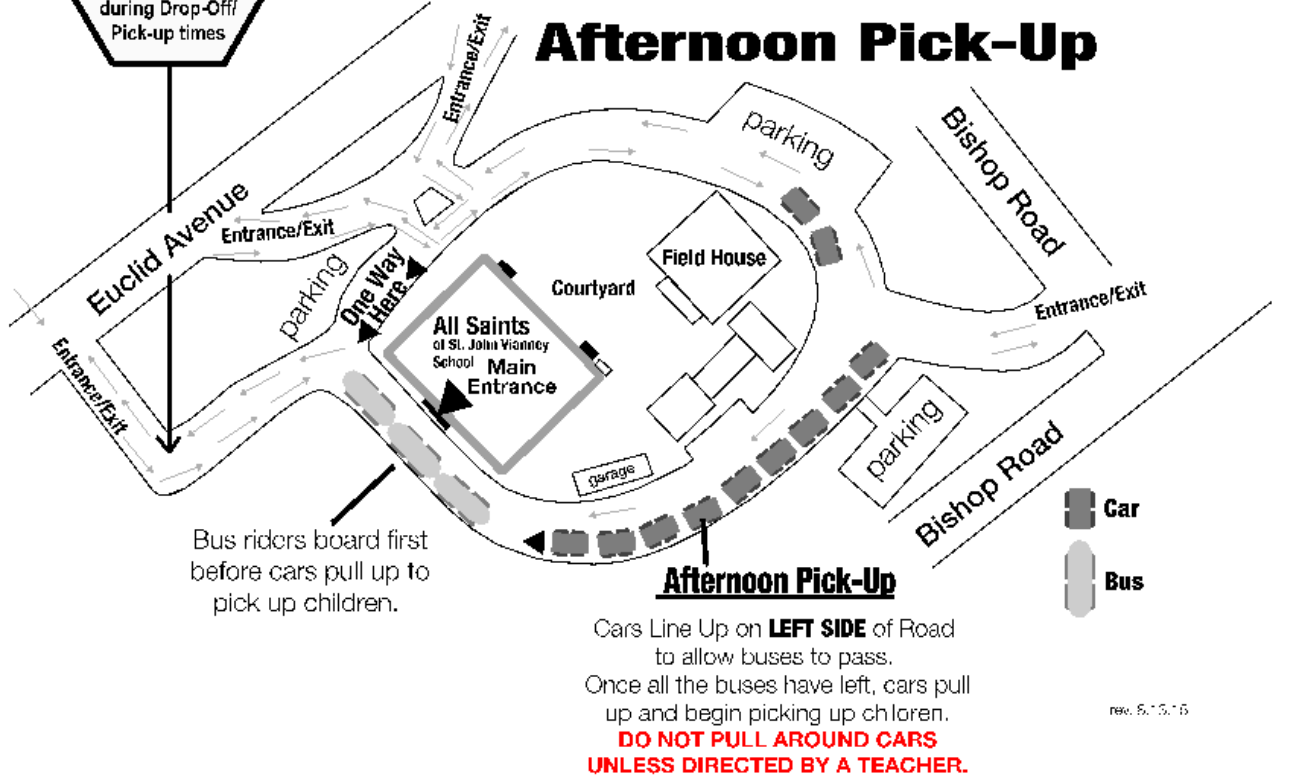 during Drop-Off/
Pick-up times
Afternoon Pick-Up
Entrance/Exit
parking
Bishop Road
Euclid Avenue
Entrance/Exit
parking
One Way
Here
Courtyard
Field House
Entrance/Exit
All Saints
of St. John Vianney
School
Main
Entrance
Entrance/Exit
parking
garage
Bishop Road
Car
Bus
Bus riders board first
before cars pull up to
pick up children.
Afternoon Pick-Up
Cars Line Up on LEFT SIDE of Road
to allow buses to pass.
Once all the buses have left, cars pull
up and begin picking up children.
DO NOT PULL AROUND CARS
UNLESS DIRECTED BY A TEACHER.
rev.